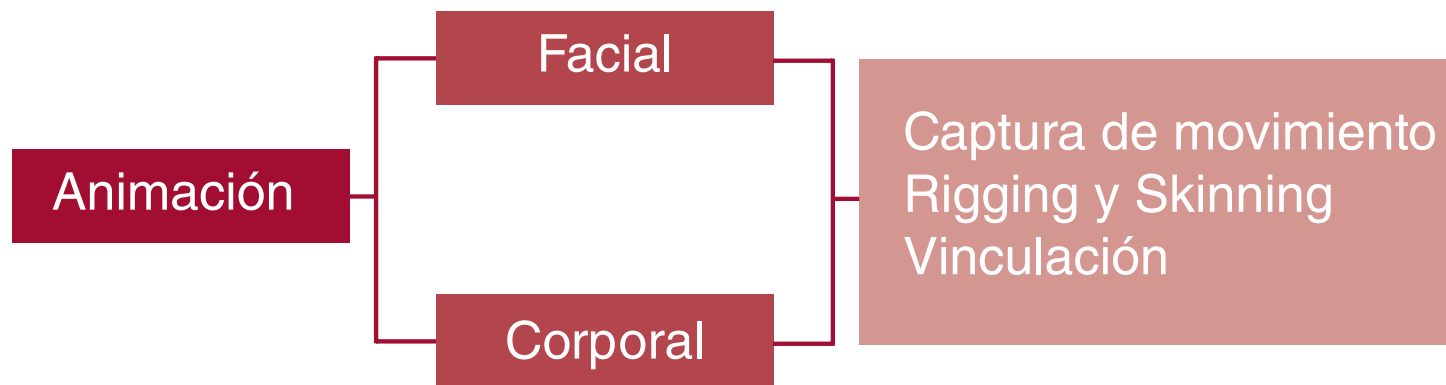 Animación
Facial
Corporal
Captura de movimiento
Rigging y Skinning
Vinculación